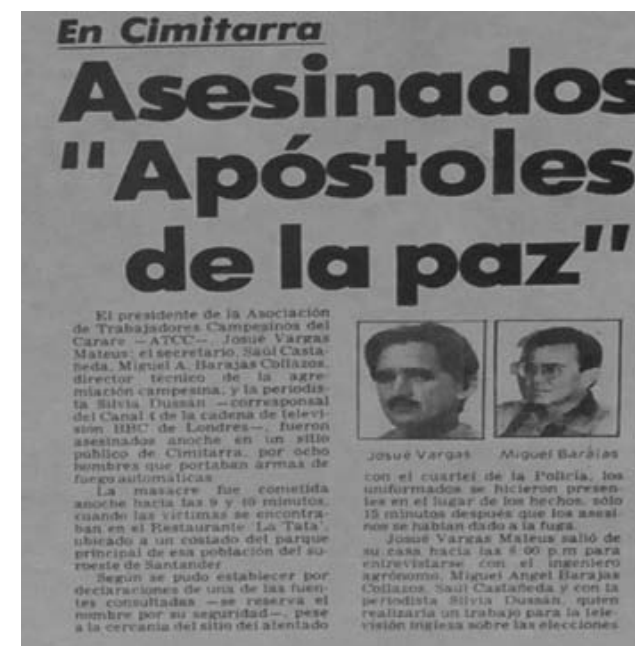 En Cimitarra
Asesinados
"Apóstoles
de la paz"
El presidente de la Asociación
de Trabajadores Campesinos del
Carare —ATCC—, Josué Vargas
Mateus; el secretario, Saúl Casta-
ñeda, Miguel A. Barajas Collazos,
director técnico de la agre-
miación campesina, y la periodis-
ta Silvia Dussán —corresponsal
del Canal 4 de la cadena de televi-
sión BBC de Londres—, fueron
asesinados anoche en un sitio
público de Cimitarra, por ocho
hombres que portaban armas de
fuego automáticas
La masacre fue cometida
anoche hacia las 9 y 10 minutos,
cuando las víctimas se encontra-
ban en el Restaurante 'La Tata',
ubicado a un costado del parque
principal de esa población del su-
roeste de Santander
Según se pudo establecer por
declaraciones de una de las fuen-
tes consultadas —se reserva el
nombre por su seguridad—, pese
a la cercanía del sitio del atentado
Josué Vargas
Miguel Barajas
con el cuartel de la Policía, los
uniformados se hicieron presen-
tes en el lugar de los hechos, sólo
15 minutos después que los asesi-
nos se habían dado a la fuga.
Josué Vargas Mateus salió de
su casa hacia las 6:00 p.m para
entrevistarse con el ingeniero
agrónomo, Miguel Angel Barajas
Collazos, Saúl Castañeda y con la
periodista Silvia Dussán, quien
realizaría un trabajo para la tele-
visión inglesa sobre las elecciones